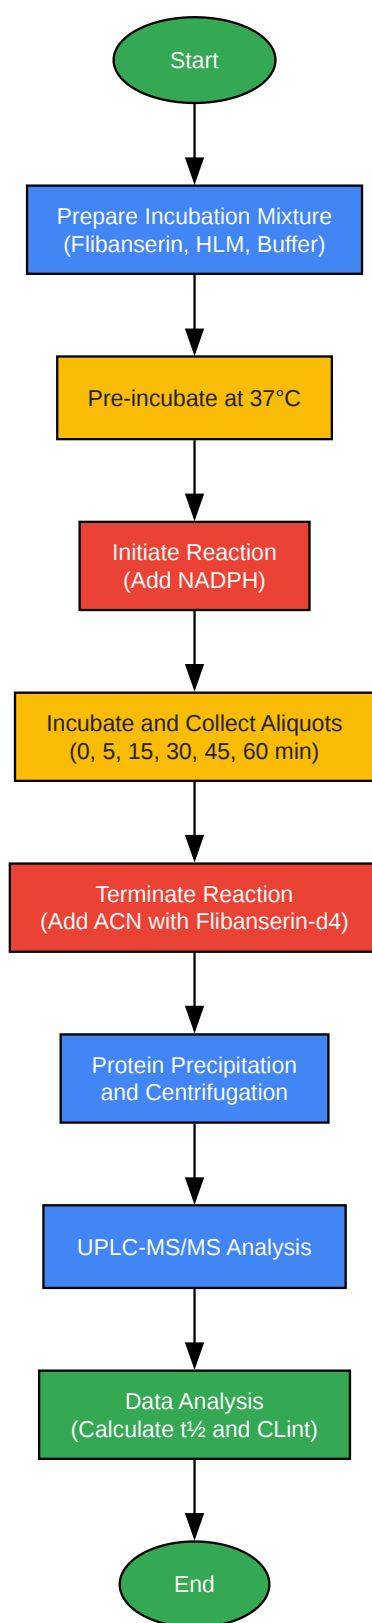 Start
Prepare Incubation Mixture
(Flibanserin, HLM, Buffer)
Pre-incubate at 37°C
Initiate Reaction
(Add NADPH)
Incubate and Collect Aliquots
(0, 5, 15, 30, 45, 60 min)
Terminate Reaction
(Add ACN with Flibanserin-d4)
Protein Precipitation
and Centrifugation
UPLC-MS/MS Analysis
Data Analysis
(Calculate t½ and CLint)
End